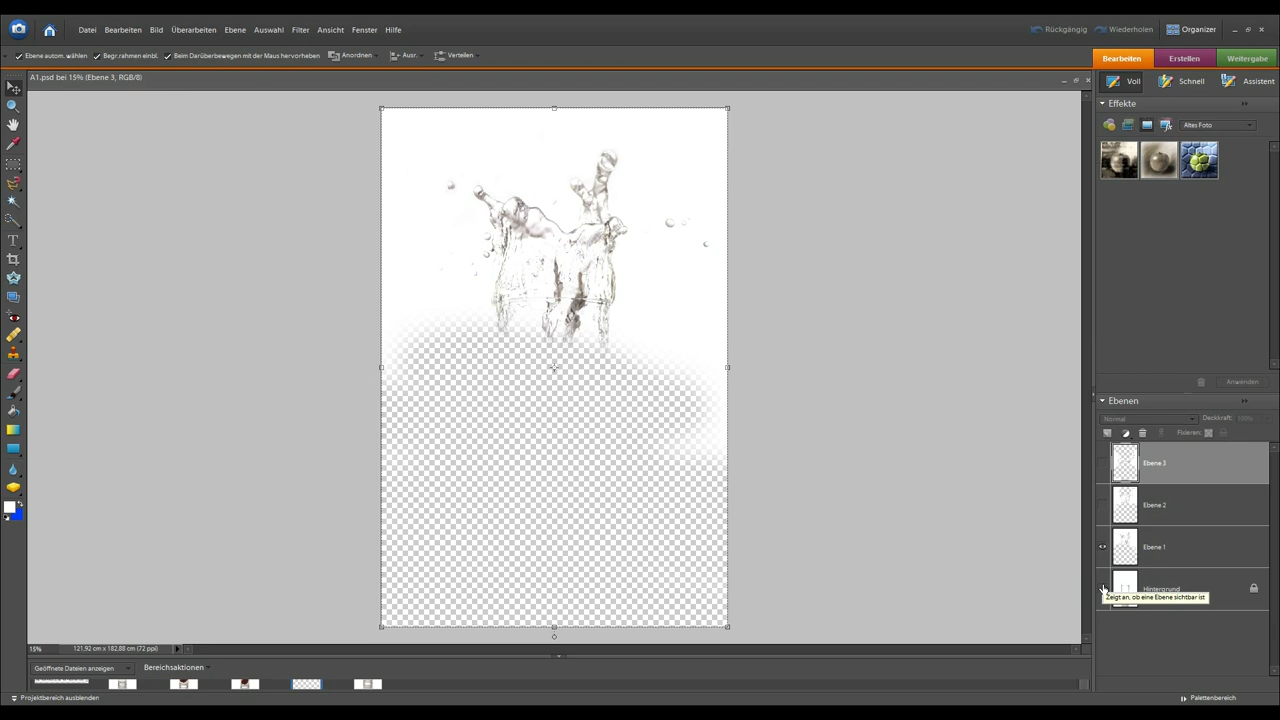 Datei Bearbeiten Bild Überarbeiten Ebene Auswahl Filter Ansicht Fenster Hilfe Rückgängig Wiederholen Organizer
Ebene autom. wählen Begr.rahmen einbl. Beim Darüberbewegen mit der Maus hervorheben Anordnen Ausr. Verteilen
Bearbeiten Erstellen Weitergabe
A1.psd bei 15% (Ebene 3, RGB/8)
Voll Schnell Assistent
Effekte
Altes Foto
Anwenden
Ebenen
Normal Deckkraft: 100%
Fixieren:
Ebene 3
Ebene 2
Ebene 1
Hintergrund
Zeigt an, ob eine Ebene sichtbar ist
15% 121,92 cm x 182,88 cm (72 ppi)
Geöffnete Dateien anzeigen Bereichsaktionen
Projektbereich ausblenden Palettenbereich